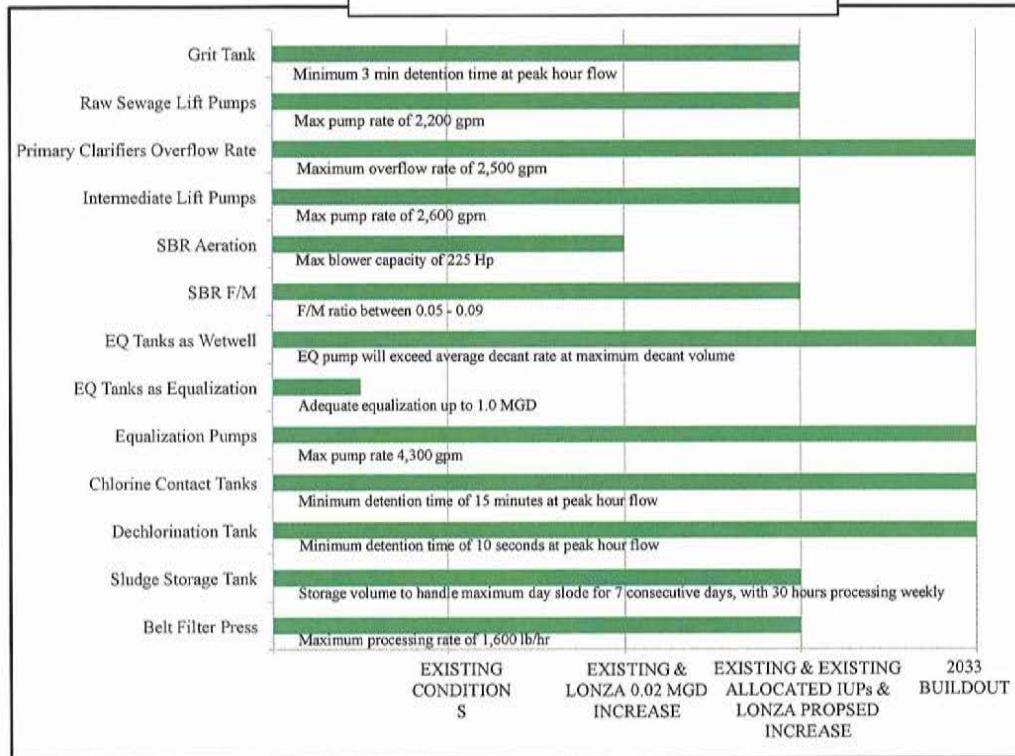 Grit Tank
Minimum 3 min detention time at peak hour flow
Raw Sewage Lift Pumps
Max pump rate of 2,200 gpm
Primary Clarifiers Overflow Rate
Maximum overflow rate of 2,500 gpm
Intermediate Lift Pumps
Max pump rate of 2,600 gpm
SBR Aeration
Max blower capacity of 225 Hp
SBR F/M
F/M ratio between 0.05 - 0.09
EQ Tanks as Wetwell
EQ pump will exceed average decant rate at maximum decant volume
EQ Tanks as Equalization
Adequate equalization up to 1.0 MGD
Equalization Pumps
Max pump rate 4,300 gpm
Chlorine Contact Tanks
Minimum detention time of 15 minutes at peak hour flow
Dechlorination Tank
Minimum detention time of 10 seconds at peak hour flow
Sludge Storage Tank
Storage volume to handle maximum day slode for 7 consecutive days, with 30 hours processing weekly
Belt Filter Press
Maximum processing rate of 1,600 lb/hr
EXISTING
CONDITION
S
EXISTING &
LONZA 0.02 MGD
INCREASE
EXISTING & EXISTING
ALLOCATED IUPs &
LONZA PROPSED
INCREASE
2033
BUILDOUT